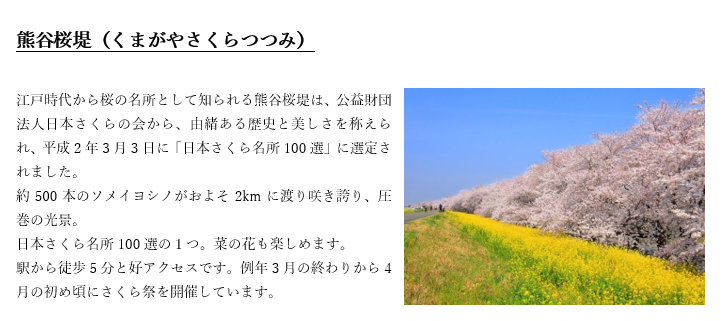 熊谷桜堤（くまがやさくらつつみ）
江戸時代から桜の名所として知られる熊谷桜堤は、公益財団
法人日本さくらの会から、由緒ある歴史と美しさを称えら
れ、平成２年３月３日に「日本さくら名所 100 選」に選定さ
れました。
約 500 本のソメイヨシノがおよそ 2km に渡り咲き誇り、圧
巻の光景。
日本さくら名所 100 選の１つ。菜の花も楽しめます。
駅から徒歩５分と好アクセスです。例年３月の終わりから４
月の初め頃にさくら祭を開催しています。